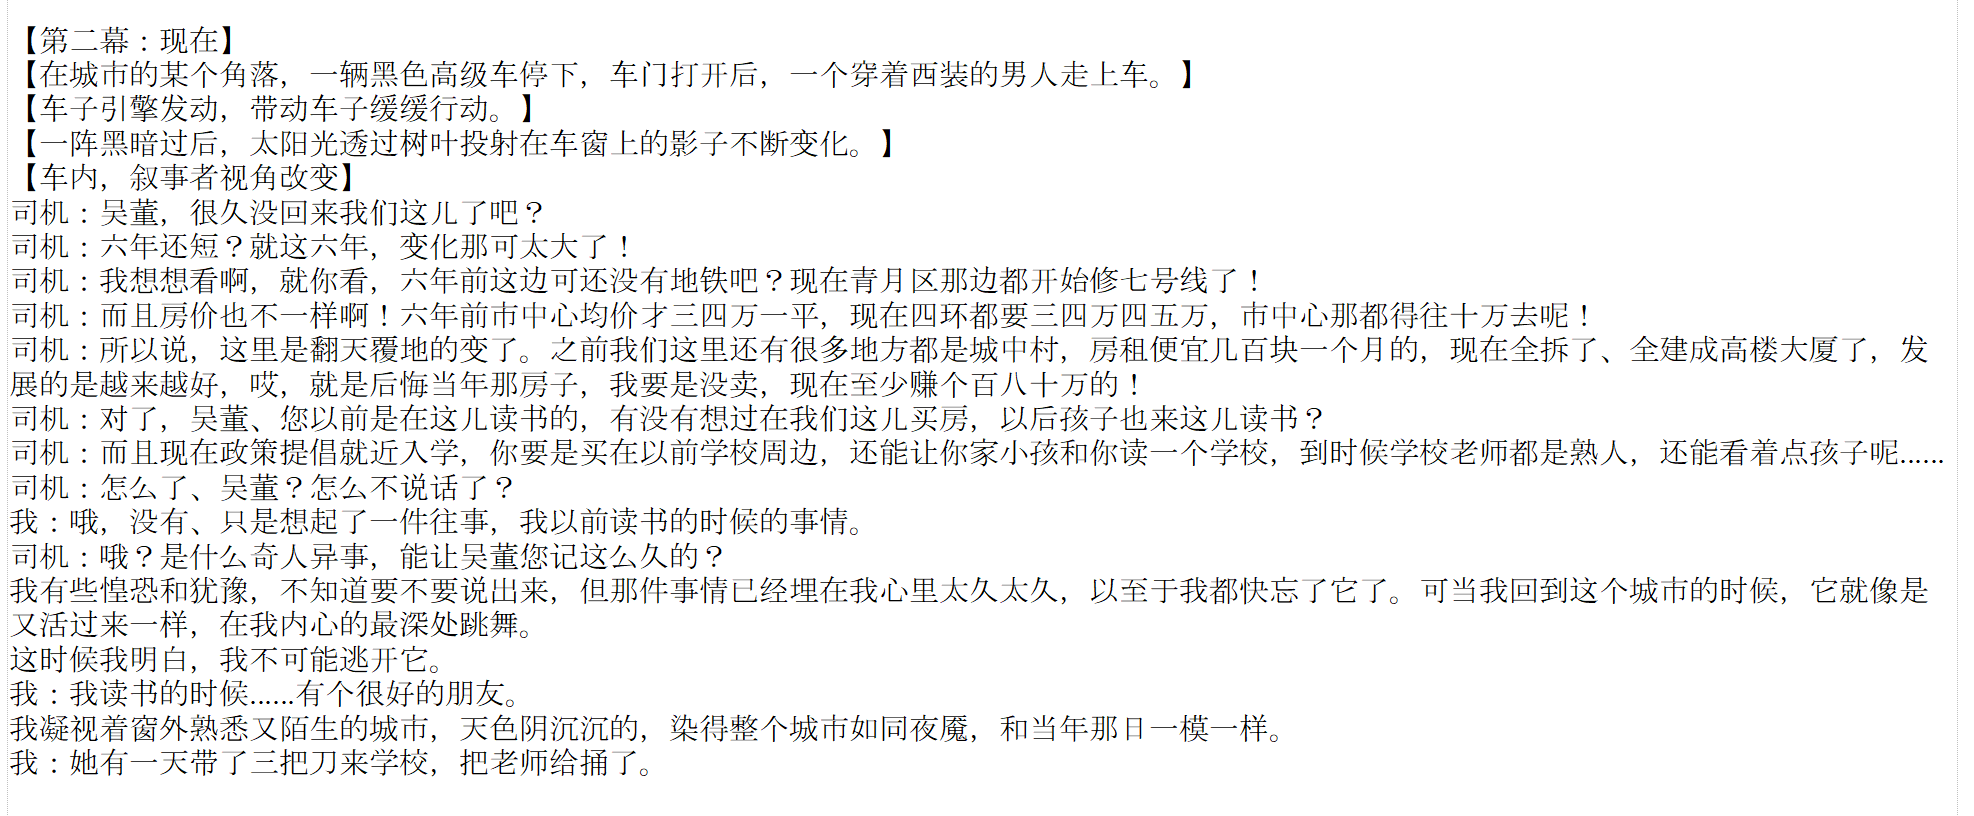 【第二幕：现在】
【在城市的某个角落，一辆黑色高级车停下，车门打开后，一个穿着西装的男人走上车。】
【车子引擎发动，带动车子缓缓行动。】
【一阵黑暗过后，太阳光透过树叶投射在车窗上的影子不断变化。】
【车内，叙事者视角改变】
司机：吴董，很久没回来我们这儿了吧？
司机：六年还短？就这六年，变化那可太大了！
司机：我想想看啊，就你看，六年前这边可还没有地铁吧？现在青月区那边都开始修七号线了！
司机：而且房价也不一样啊！六年前市中心均价才三四万一平，现在四环都要三四万四五万，市中心那都得往十万去呢！
司机：所以说，这里是翻天覆地的变了。之前我们这里还有很多地方都是城中村，房租便宜几百块一个月的，现在全拆了、全建成高楼大厦了，发
展的是越来越好，哎，就是后悔当年那房子，我要是没卖，现在至少赚个百八十万的！
司机：对了，吴董、您以前是在这儿读书的，有没有想过在我们这儿买房，以后孩子也来这儿读书？
司机：而且现在政策提倡就近入学，你要是买在以前学校周边，还能让你家小孩和你读一个学校，到时候学校老师都是熟人，还能看着点孩子呢......
司机：怎么了、吴董？怎么不说话了？
我：哦，没有、只是想起了一件往事，我以前读书的时候的事情。
司机：哦？是什么奇人异事，能让吴董您记这么久的？
我有些惶恐和犹豫，不知道要不要说出来，但那件事情已经埋在我心里太久太久，以至于我都快忘了它了。可当我回到这个城市的时候，它就像是
又活过来一样，在我内心的最深处跳舞。
这时候我明白，我不可能逃开它。
我：我读书的时候......有个很好的朋友。
我凝视着窗外熟悉又陌生的城市，天色阴沉沉的，染得整个城市如同夜魇，和当年那日一模一样。
我：她有一天带了三把刀来学校，把老师给捅了。